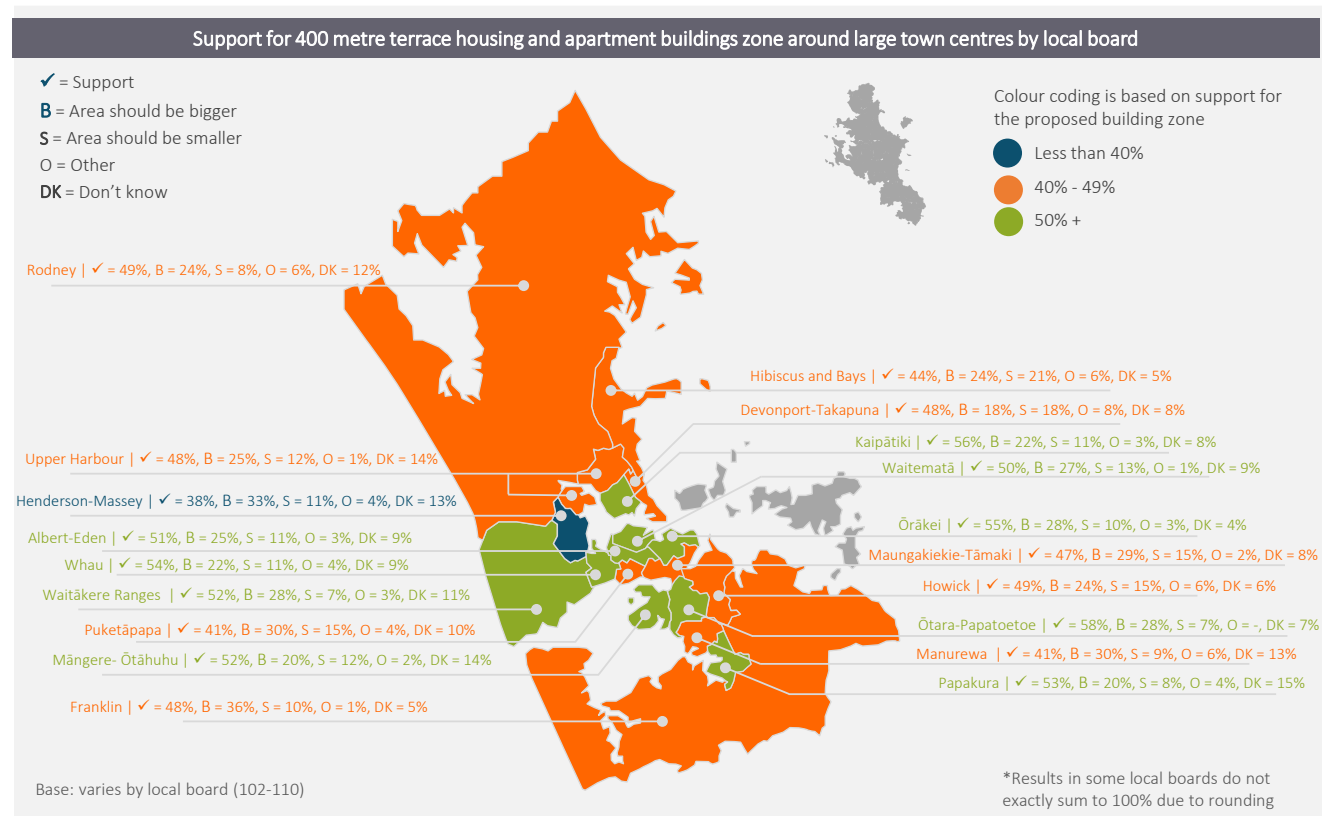 Support for 400 metre terrace housing and apartment buildings zone around large town centres by local board
✓ = Support
B = Area should be bigger
S = Area should be smaller
O = Other
DK = Don't know
Colour coding is based on support for
the proposed building zone
Less than 40%
40% - 49%
50% +
Rodney | ✓ = 49%, B = 24%, S = 8%, O = 6%, DK = 12%
Upper Harbour | ✓ = 48%, B = 25%, S = 12%, O = 1%, DK = 14%
Henderson-Massey | ✓ = 38%, B = 33%, S = 11%, O = 4%, DK = 13%
Albert-Eden | ✓ = 51%, B = 25%, S = 11%, O = 3%, DK = 9%
Whau | ✓ = 54%, B = 22%, S = 11%, O = 4%, DK = 9%
Waitākere Ranges | ✓ = 52%, B = 28%, S = 7%, O = 3%, DK = 11%
Puketāpapa | ✓ = 41%, B = 30%, S = 15%, O = 4%, DK = 10%
Māngere- Ōtāhuhu | ✓ = 52%, B = 20%, S = 12%, O = 2%, DK = 14%
Franklin | ✓ = 48%, B = 36%, S = 10%, O = 1%, DK = 5%
Hibiscus and Bays | ✓ = 44%, B = 24%, S = 21%, O = 6%, DK = 5%
Devonport-Takapuna | ✓ = 48%, B = 18%, S = 18%, O = 8%, DK = 8%
Kaipātiki | ✓ = 56%, B = 22%, S = 11%, O = 3%, DK = 8%
Waitematā | ✓ = 50%, B = 27%, S = 13%, O = 1%, DK = 9%
Ōrākei | ✓ = 55%, B = 28%, S = 10%, O = 3%, DK = 4%
Maungakiekie-Tāmaki | ✓ = 47%, B = 29%, S = 15%, O = 2%, DK = 8%
Howick | ✓ = 49%, B = 24%, S = 15%, O = 6%, DK = 6%
Ōtara-Papatoetoe | ✓ = 58%, B = 28%, S = 7%, O = -, DK = 7%
Manurewa | ✓ = 41%, B = 30%, S = 9%, O = 6%, DK = 13%
Papakura | ✓ = 53%, B = 20%, S = 8%, O = 4%, DK = 15%
Base: varies by local board (102-110)
*Results in some local boards do not
exactly sum to 100% due to rounding